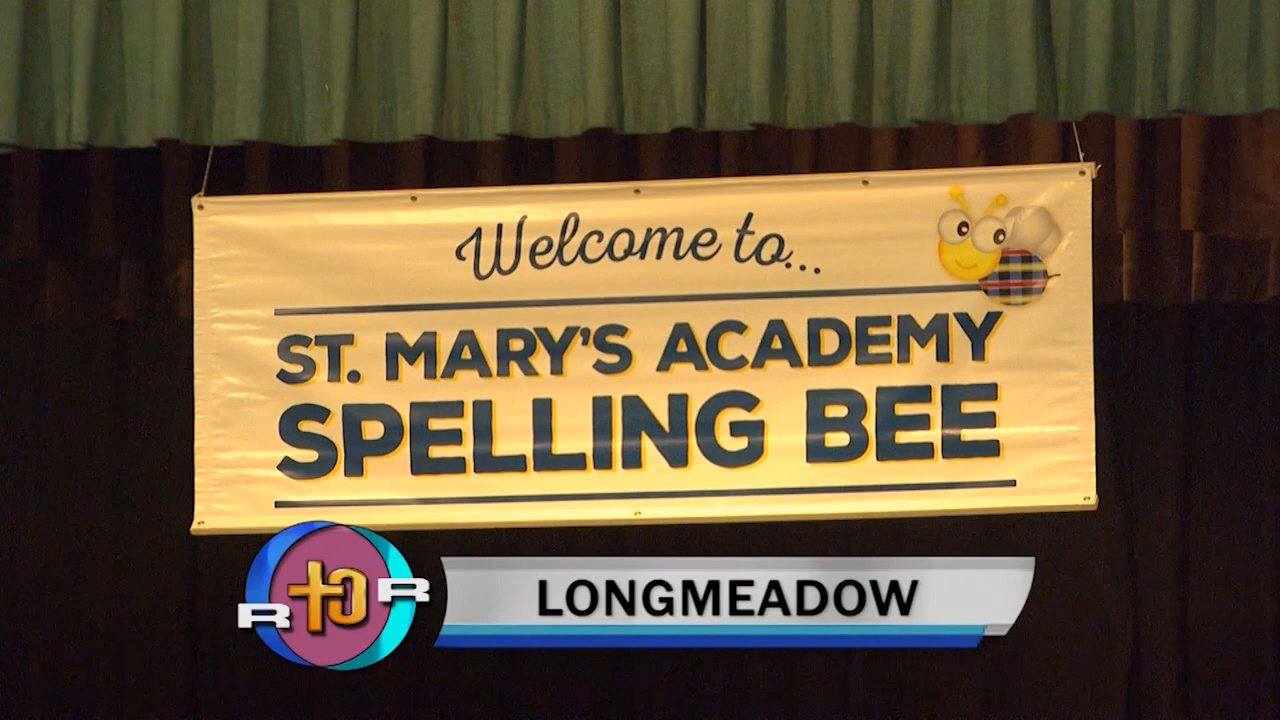 Welcome to...
ST. MARY'S ACADEMY
SPELLING BEE
R R
LONGMEADOW